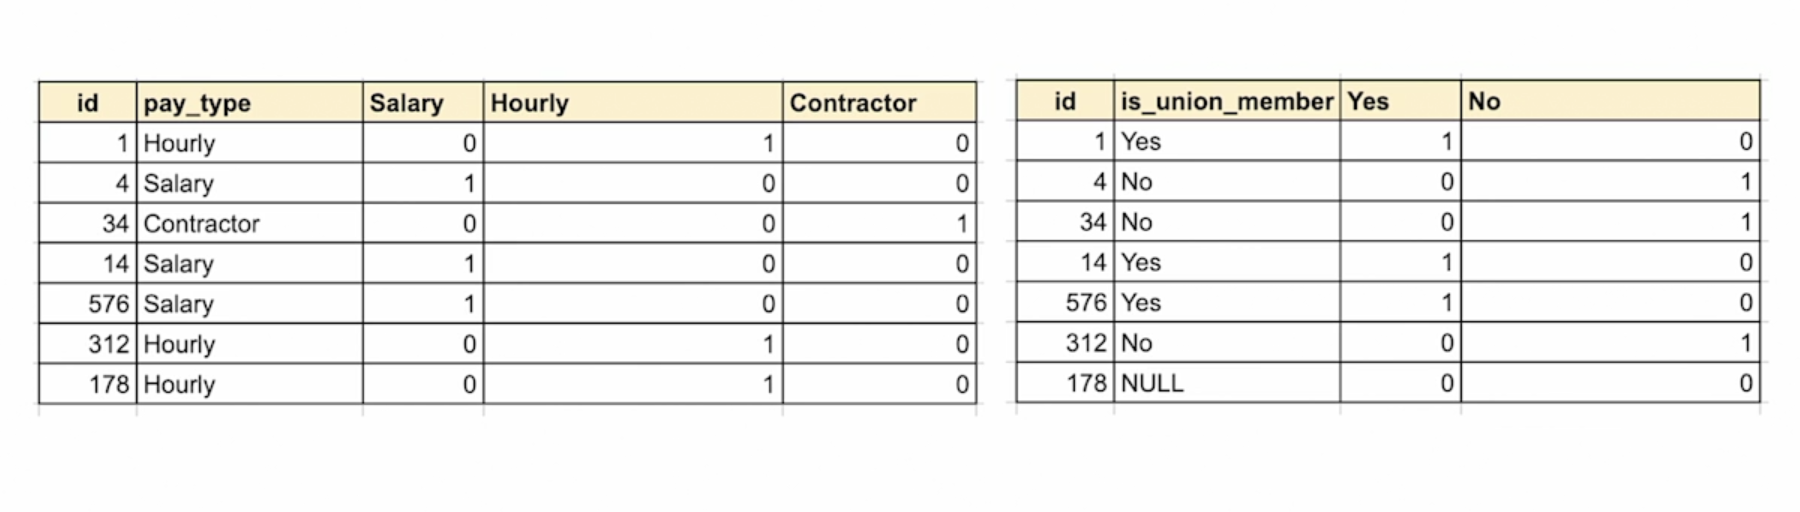 id pay_type Salary Hourly Contractor
1 Hourly 0 1 0
4 Salary 1 0 0
34 Contractor 0 0 1
14 Salary 1 0 0
576 Salary 1 0 0
312 Hourly 0 1 0
178 Hourly 0 1 0
id is_union_member Yes No
1 Yes 1 0
4 No 0 1
34 No 0 1
14 Yes 1 0
576 Yes 1 0
312 No 0 1
178 NULL 0 0